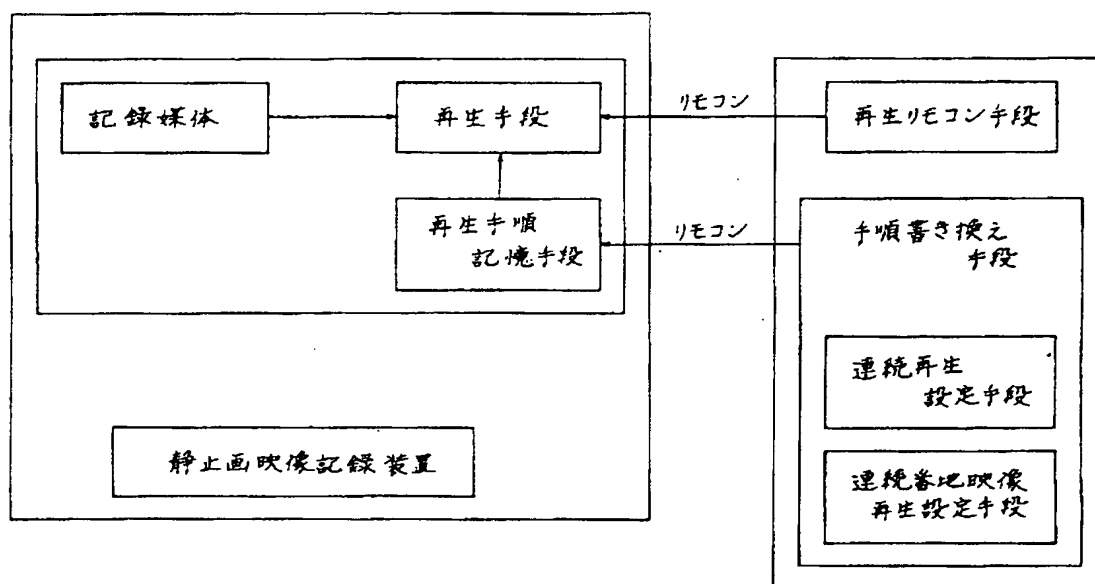 記録媒体
再生手段
リモコン
再生リモコン手段
再生手順
記憶手段
リモコン
手順書き換え
手段
連続再生
設定手段
静止画映像記録装置
連続番地映像
再生設定手段